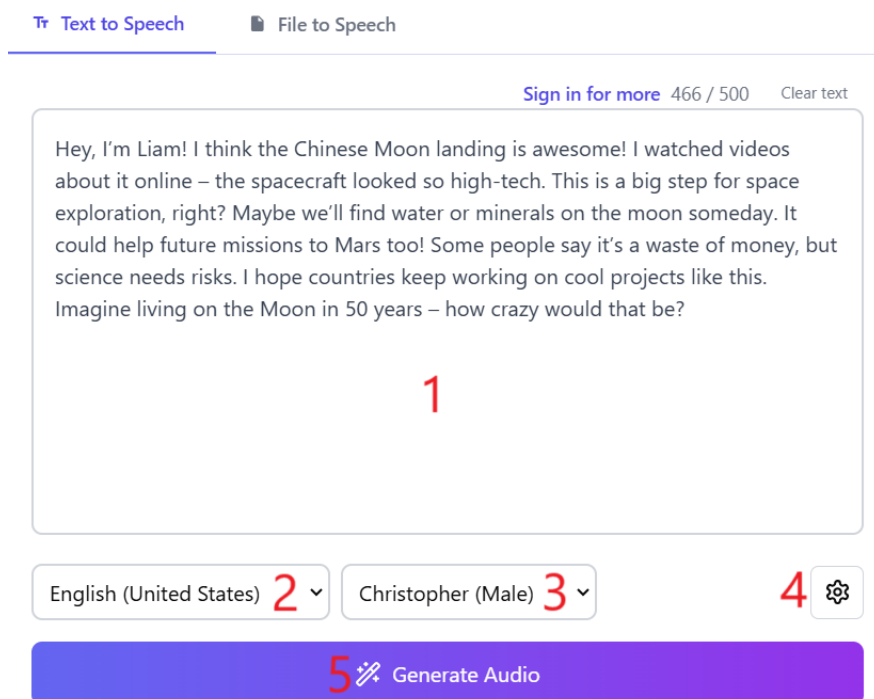 Tт Text to Speech
File to Speech
Sign in for more 466 / 500 Clear text
Hey, I’m Liam! I think the Chinese Moon landing is awesome! I watched videos
about it online – the spacecraft looked so high-tech. This is a big step for space
exploration, right? Maybe we’ll find water or minerals on the moon someday. It
could help future missions to Mars too! Some people say it’s a waste of money, but
science needs risks. I hope countries keep working on cool projects like this.
Imagine living on the Moon in 50 years – how crazy would that be?
1
English (United States) 2
Christopher (Male) 3
4
5 Generate Audio